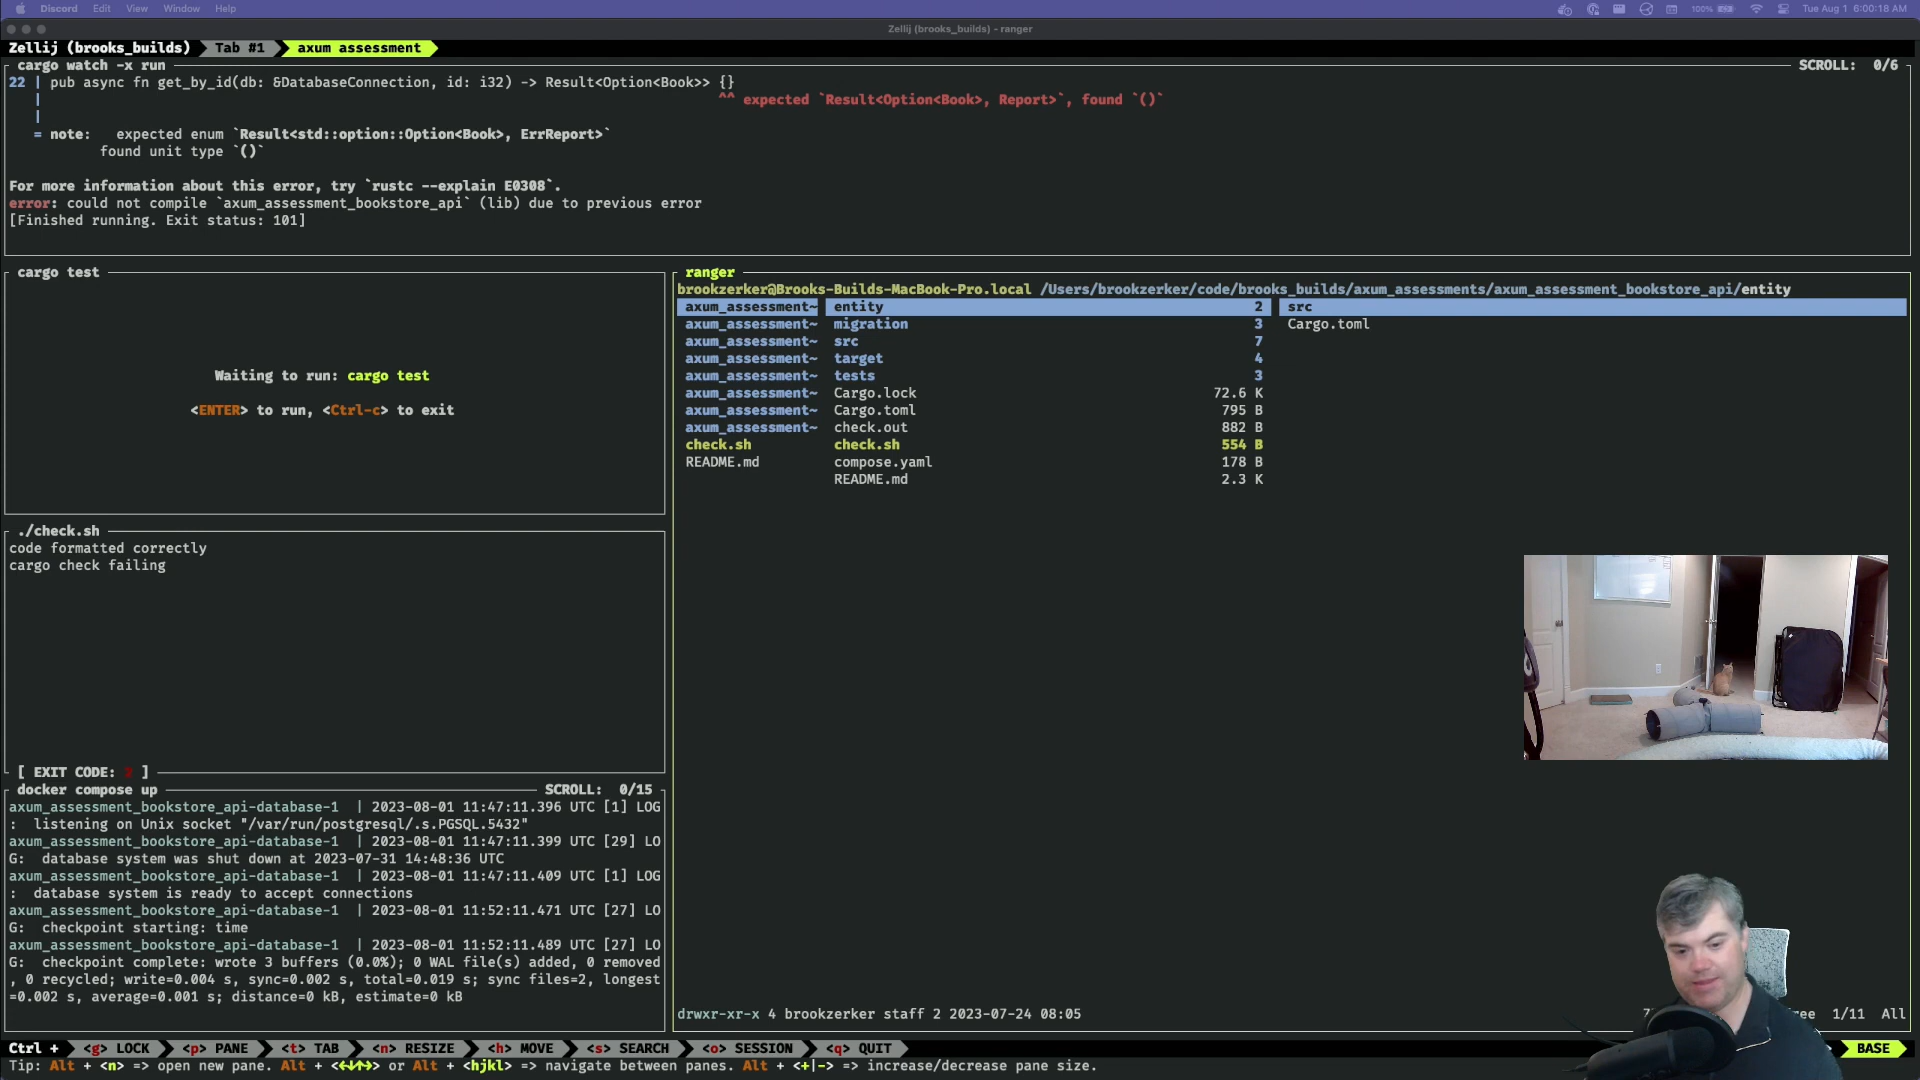 Discord Edit View Window Help
100% Tue Aug 1 6:00:18 AM
Zellij (brooks_builds) - ranger
Zellij (brooks_builds) Tab #1 axum assessment
cargo watch -x run SCROLL: 0/6
22 | pub async fn get_by_id(db: &DatabaseConnection, id: i32) -> Result<Option<Book>> {}
| ^^ expected `Result<Option<Book>, Report>`, found `()`
|
= note: expected enum `Result<std::option::Option<Book>, ErrReport>`
found unit type `()`
For more information about this error, try `rustc --explain E0308`.
error: could not compile `axum_assessment_bookstore_api` (lib) due to previous error
[Finished running. Exit status: 101]
cargo test
Waiting to run: cargo test
<ENTER> to run, <Ctrl-c> to exit
./check.sh
code formatted correctly
cargo check failing
[ EXIT CODE: ]
docker compose up SCROLL: 0/15
axum_assessment_bookstore_api-database-1 | 2023-08-01 11:47:11.396 UTC [1] LOG
: listening on Unix socket "/var/run/postgresql/.s.PGSQL.5432"
axum_assessment_bookstore_api-database-1 | 2023-08-01 11:47:11.399 UTC [29] LO
G: database system was shut down at 2023-07-31 14:48:36 UTC
axum_assessment_bookstore_api-database-1 | 2023-08-01 11:47:11.409 UTC [1] LOG
: database system is ready to accept connections
axum_assessment_bookstore_api-database-1 | 2023-08-01 11:52:11.471 UTC [27] LO
G: checkpoint starting: time
axum_assessment_bookstore_api-database-1 | 2023-08-01 11:52:11.489 UTC [27] LO
G: checkpoint complete: wrote 3 buffers (0.0%); 0 WAL file(s) added, 0 removed
, 0 recycled; write=0.004 s, sync=0.002 s, total=0.019 s; sync files=2, longest
=0.002 s, average=0.001 s; distance=0 kB, estimate=0 kB
ranger
brookzerker@Brooks-Builds-MacBook-Pro.local /Users/brookzerker/code/brooks_builds/axum_assessments/axum_assessment_bookstore_api/entity
axum_assessment~ entity 2 src
axum_assessment~ migration 3 Cargo.toml
axum_assessment~ src 7
axum_assessment~ target 4
axum_assessment~ tests 3
axum_assessment~ Cargo.lock 72.6 K
axum_assessment~ Cargo.toml 795 B
axum_assessment~ check.out 882 B
check.sh check.sh 554 B
README.md compose.yaml 178 B
README.md 2.3 K
drwxr-xr-x 4 brookzerker staff 2 2023-07-24 08:05 1/11 All
Ctrl + <g> LOCK <p> PANE <t> TAB <n> RESIZE <h> MOVE <s> SEARCH <o> SESSION <q> QUIT BASE
Tip: Alt + <n> => open new pane. Alt + <←↓↑→> or Alt + <hjkl> => navigate between panes. Alt + <+|-> => increase/decrease pane size.